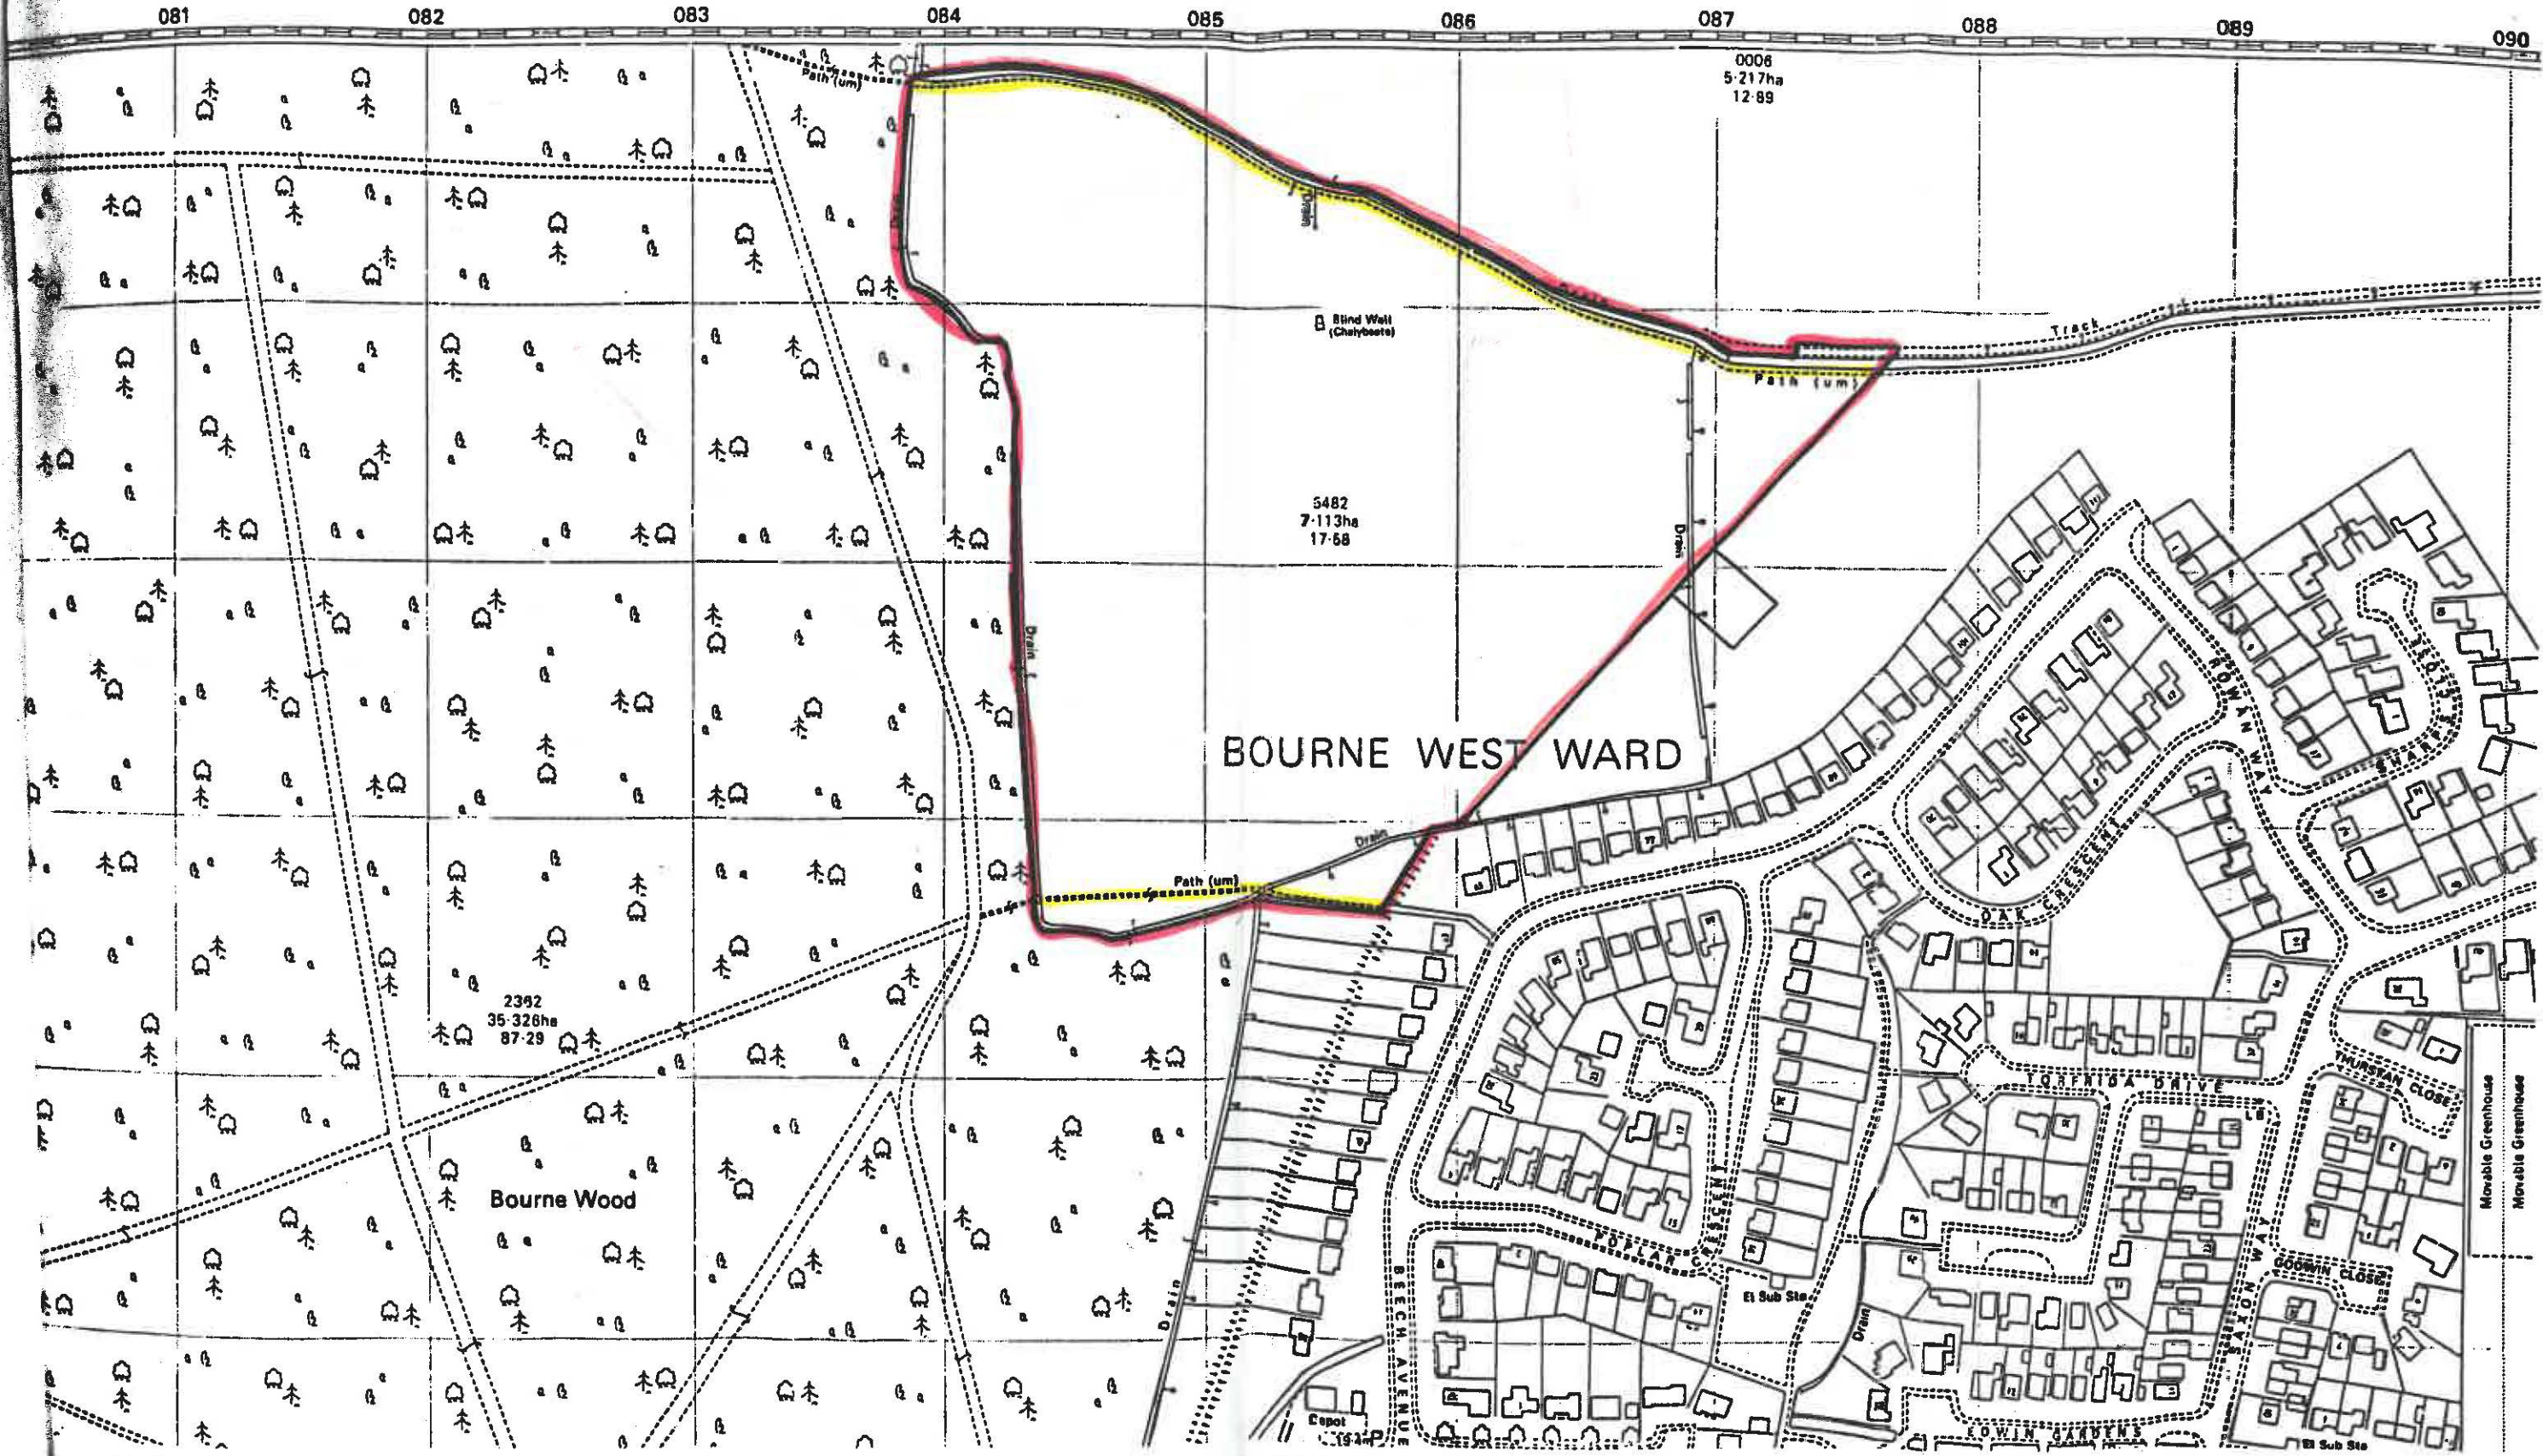 081 082 083 084 085 086 087 088 089 090
Path (um)
0006
5·217ha
12·89
Drain
Blind Well
(Chalybeate)
Track
Path (um)
5482
7·113ha
17·58
Drain
Drain
BOURNE WEST WARD
Drain
Path (um)
ROWAN WAY
OAK CRESCENT
2362
35·326ha
87·29
TORFRIDA DRIVE
THURSTAN CLOSE
LB
Movable Greenhouse
Movable Greenhouse
Bourne Wood
POPLAR CRESCENT
El Sub Sta
Drain
Drain
BEECH AVENUE
SAXON WAY
GODWIN CLOSE
EDWIN GARDENS
El Sub Sta